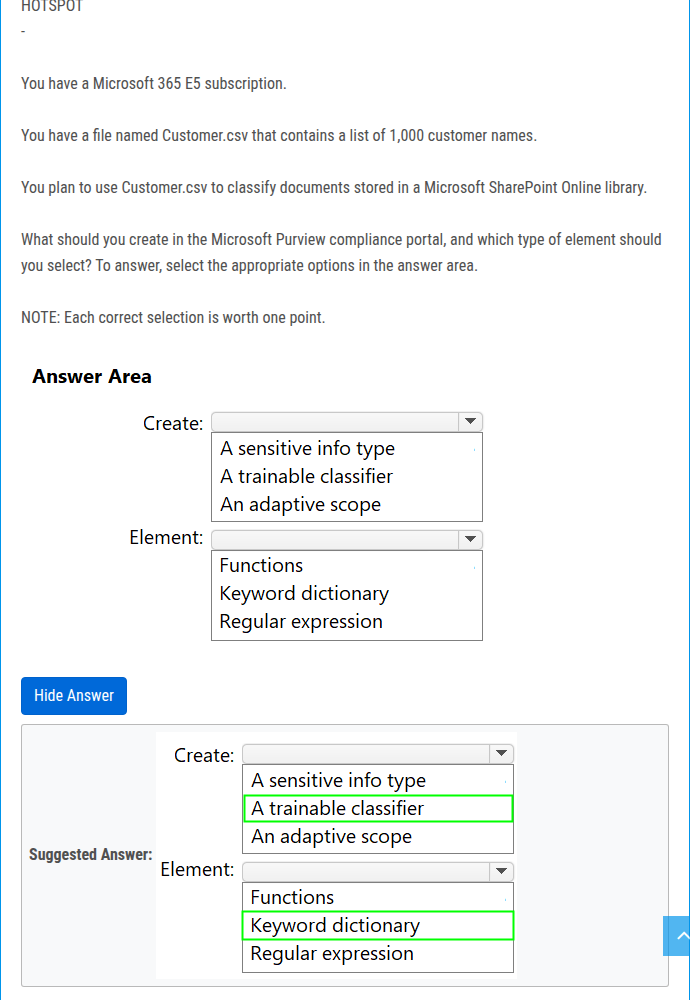 HOTSPOT
-
You have a Microsoft 365 E5 subscription.
You have a file named Customer.csv that contains a list of 1,000 customer names.
You plan to use Customer.csv to classify documents stored in a Microsoft SharePoint Online library.
What should you create in the Microsoft Purview compliance portal, and which type of element should
you select? To answer, select the appropriate options in the answer area.
NOTE: Each correct selection is worth one point.
Answer Area
Create:
A sensitive info type
A trainable classifier
An adaptive scope
Element:
Functions
Keyword dictionary
Regular expression
Hide Answer
Suggested Answer:
Create:
A sensitive info type
A trainable classifier
An adaptive scope
Element:
Functions
Keyword dictionary
Regular expression